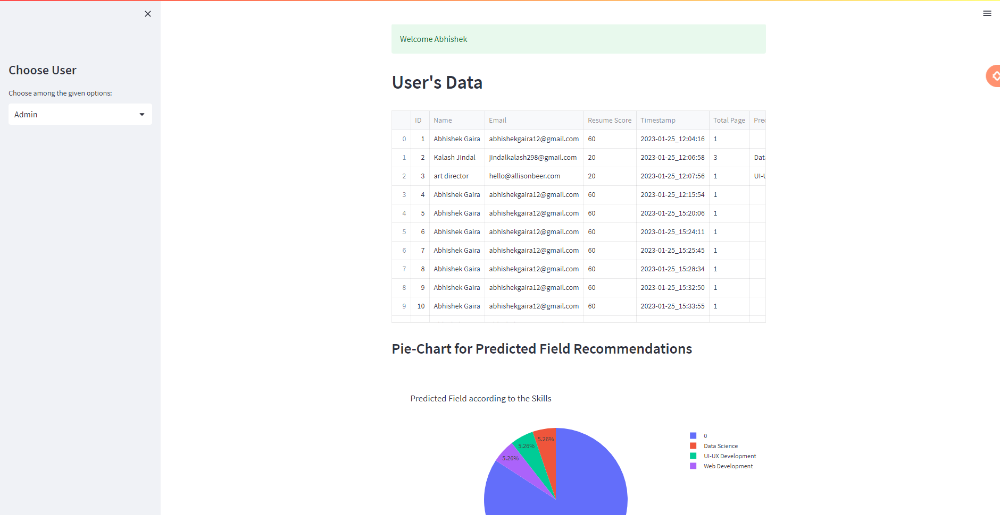 Choose User
Choose among the given options:
Admin
Welcome Abhishek
User's Data
ID Name Email Resume Score Timestamp Total Page
0 1 Abhishek Gaira abhishekgaira12@gmail.com 60 2023-01-25_12:04:16 1
1 2 Kalash Jindal jindalkalash298@gmail.com 20 2023-01-25_12:06:58 3
2 3 art director hello@allisonbeer.com 20 2023-01-25_12:07:56 1
3 4 Abhishek Gaira abhishekgaira12@gmail.com 60 2023-01-25_12:15:54 1
4 5 Abhishek Gaira abhishekgaira12@gmail.com 60 2023-01-25_15:20:06 1
5 6 Abhishek Gaira abhishekgaira12@gmail.com 60 2023-01-25_15:24:11 1
6 7 Abhishek Gaira abhishekgaira12@gmail.com 60 2023-01-25_15:25:45 1
7 8 Abhishek Gaira abhishekgaira12@gmail.com 60 2023-01-25_15:28:34 1
8 9 Abhishek Gaira abhishekgaira12@gmail.com 60 2023-01-25_15:32:50 1
9 10 Abhishek Gaira abhishekgaira12@gmail.com 60 2023-01-25_15:33:55 1
Pie-Chart for Predicted Field Recommendations
Predicted Field according to the Skills
5.26%
5.26%
5.26%
0
Data Science
UI-UX Development
Web Development